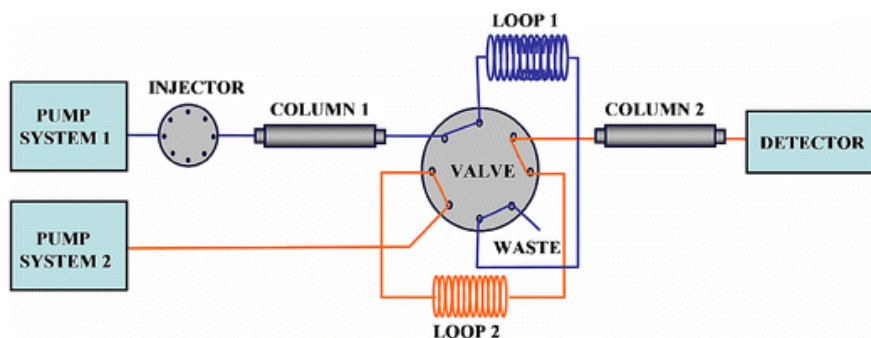 LOOP 1
INJECTOR
COLUMN 1
COLUMN 2
PUMP
SYSTEM 1
VALVE
DETECTOR
PUMP
SYSTEM 2
WASTE
LOOP 2